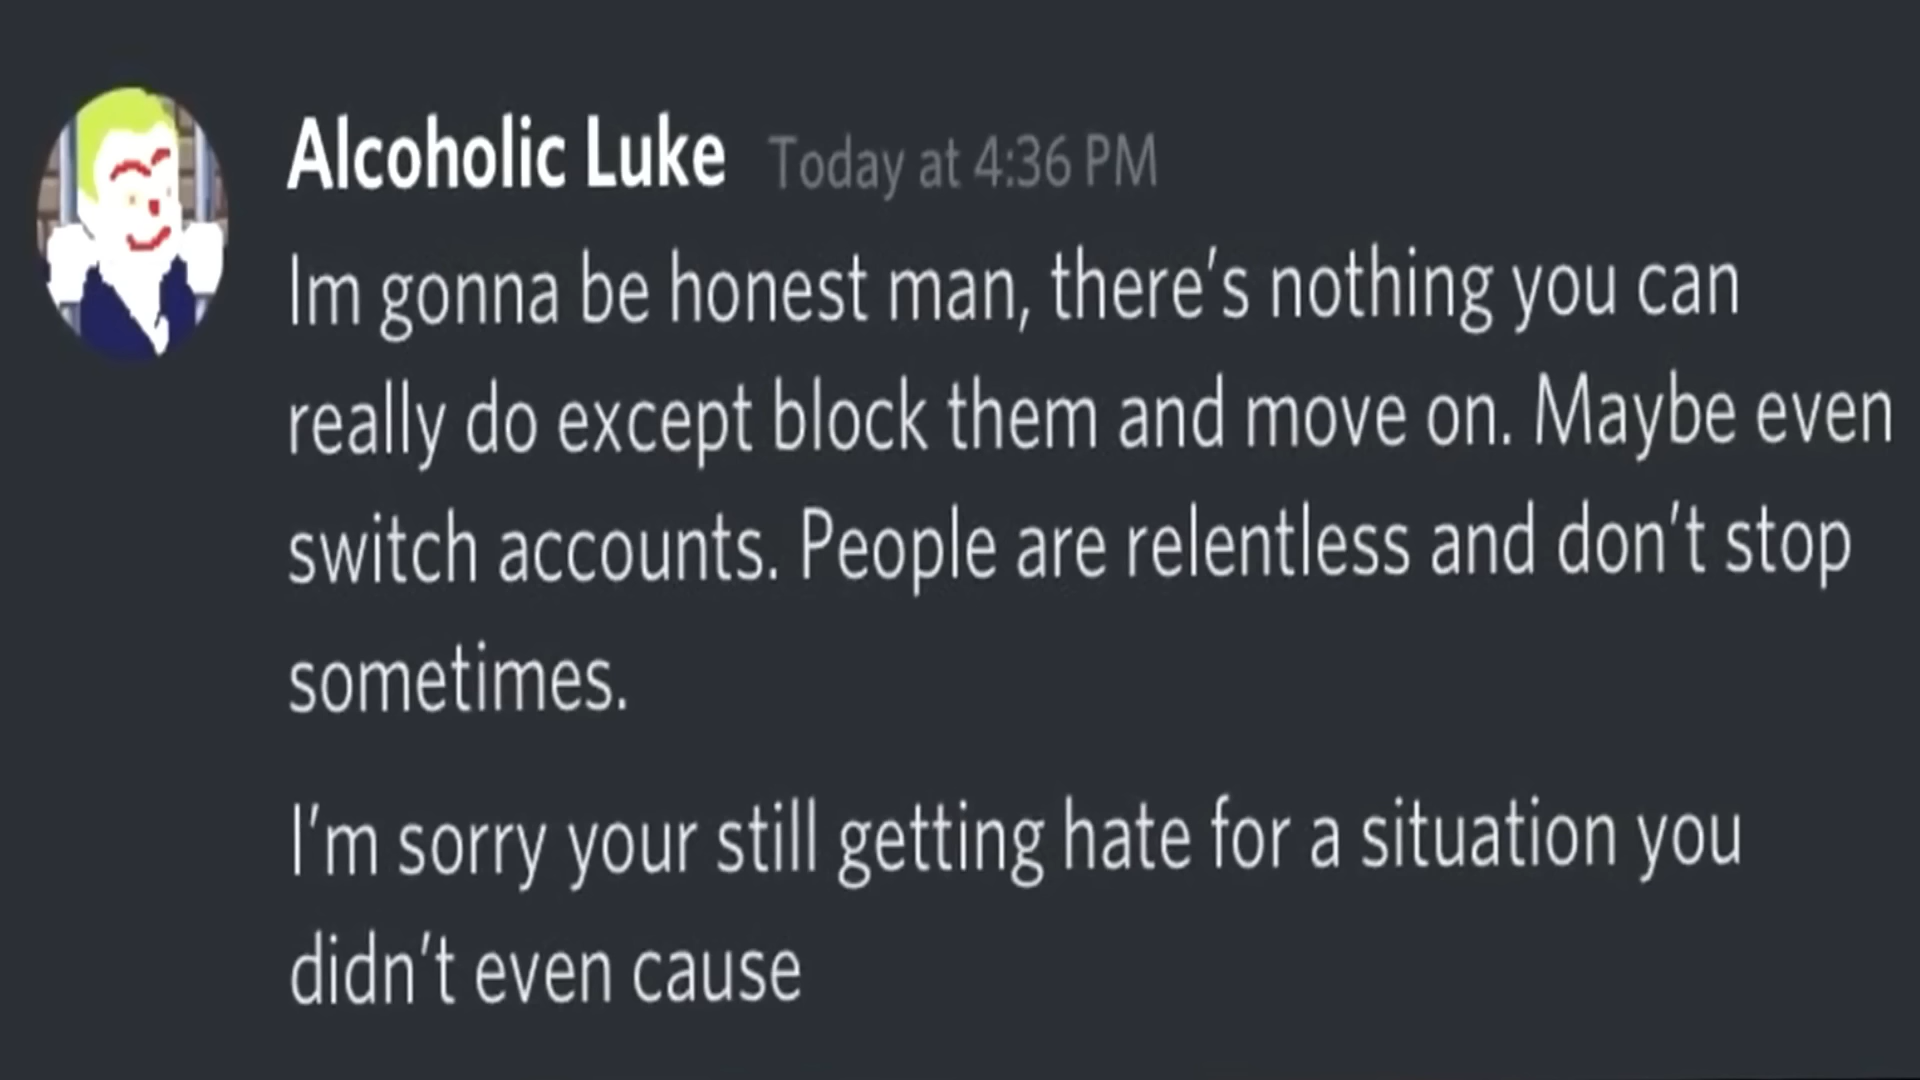 Alcoholic Luke Today at 4:36 PM
Im gonna be honest man, there's nothing you can
really do except block them and move on. Maybe even
switch accounts. People are relentless and don't stop
sometimes.
I'm sorry your still getting hate for a situation you
didn't even cause